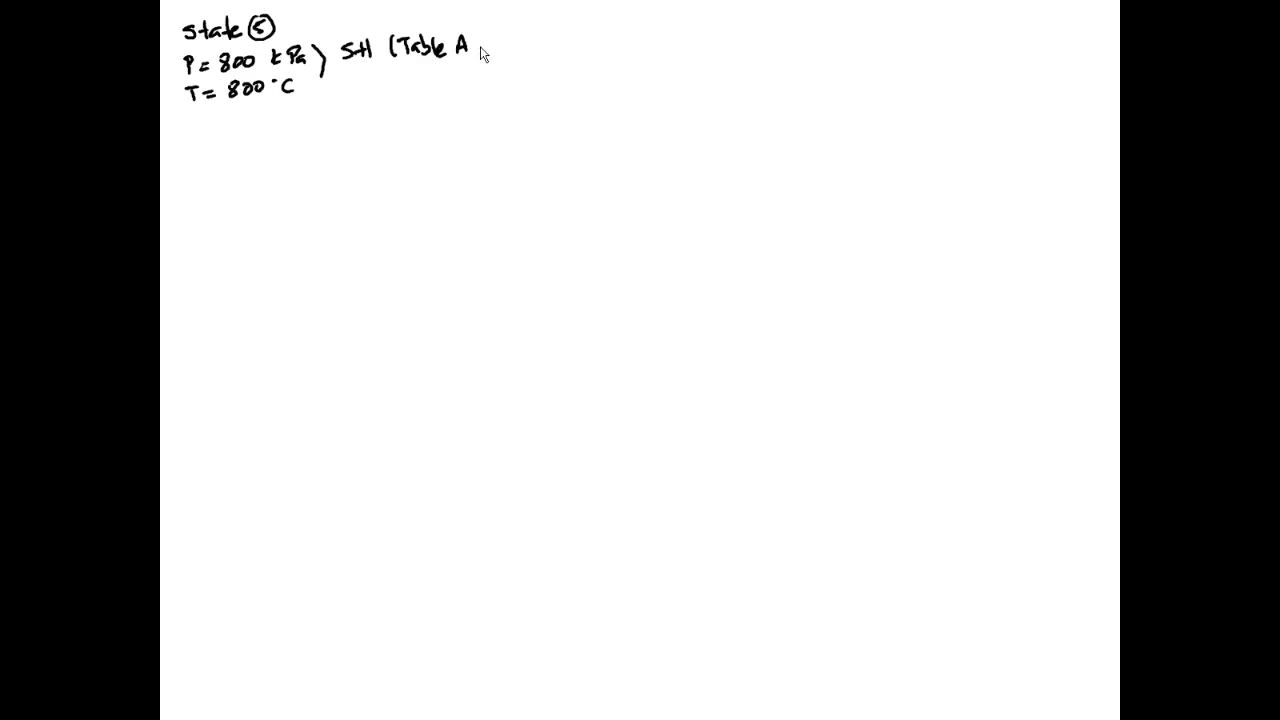 State ⑤
P = 800 kPa } SH (Table A
T = 800 °C